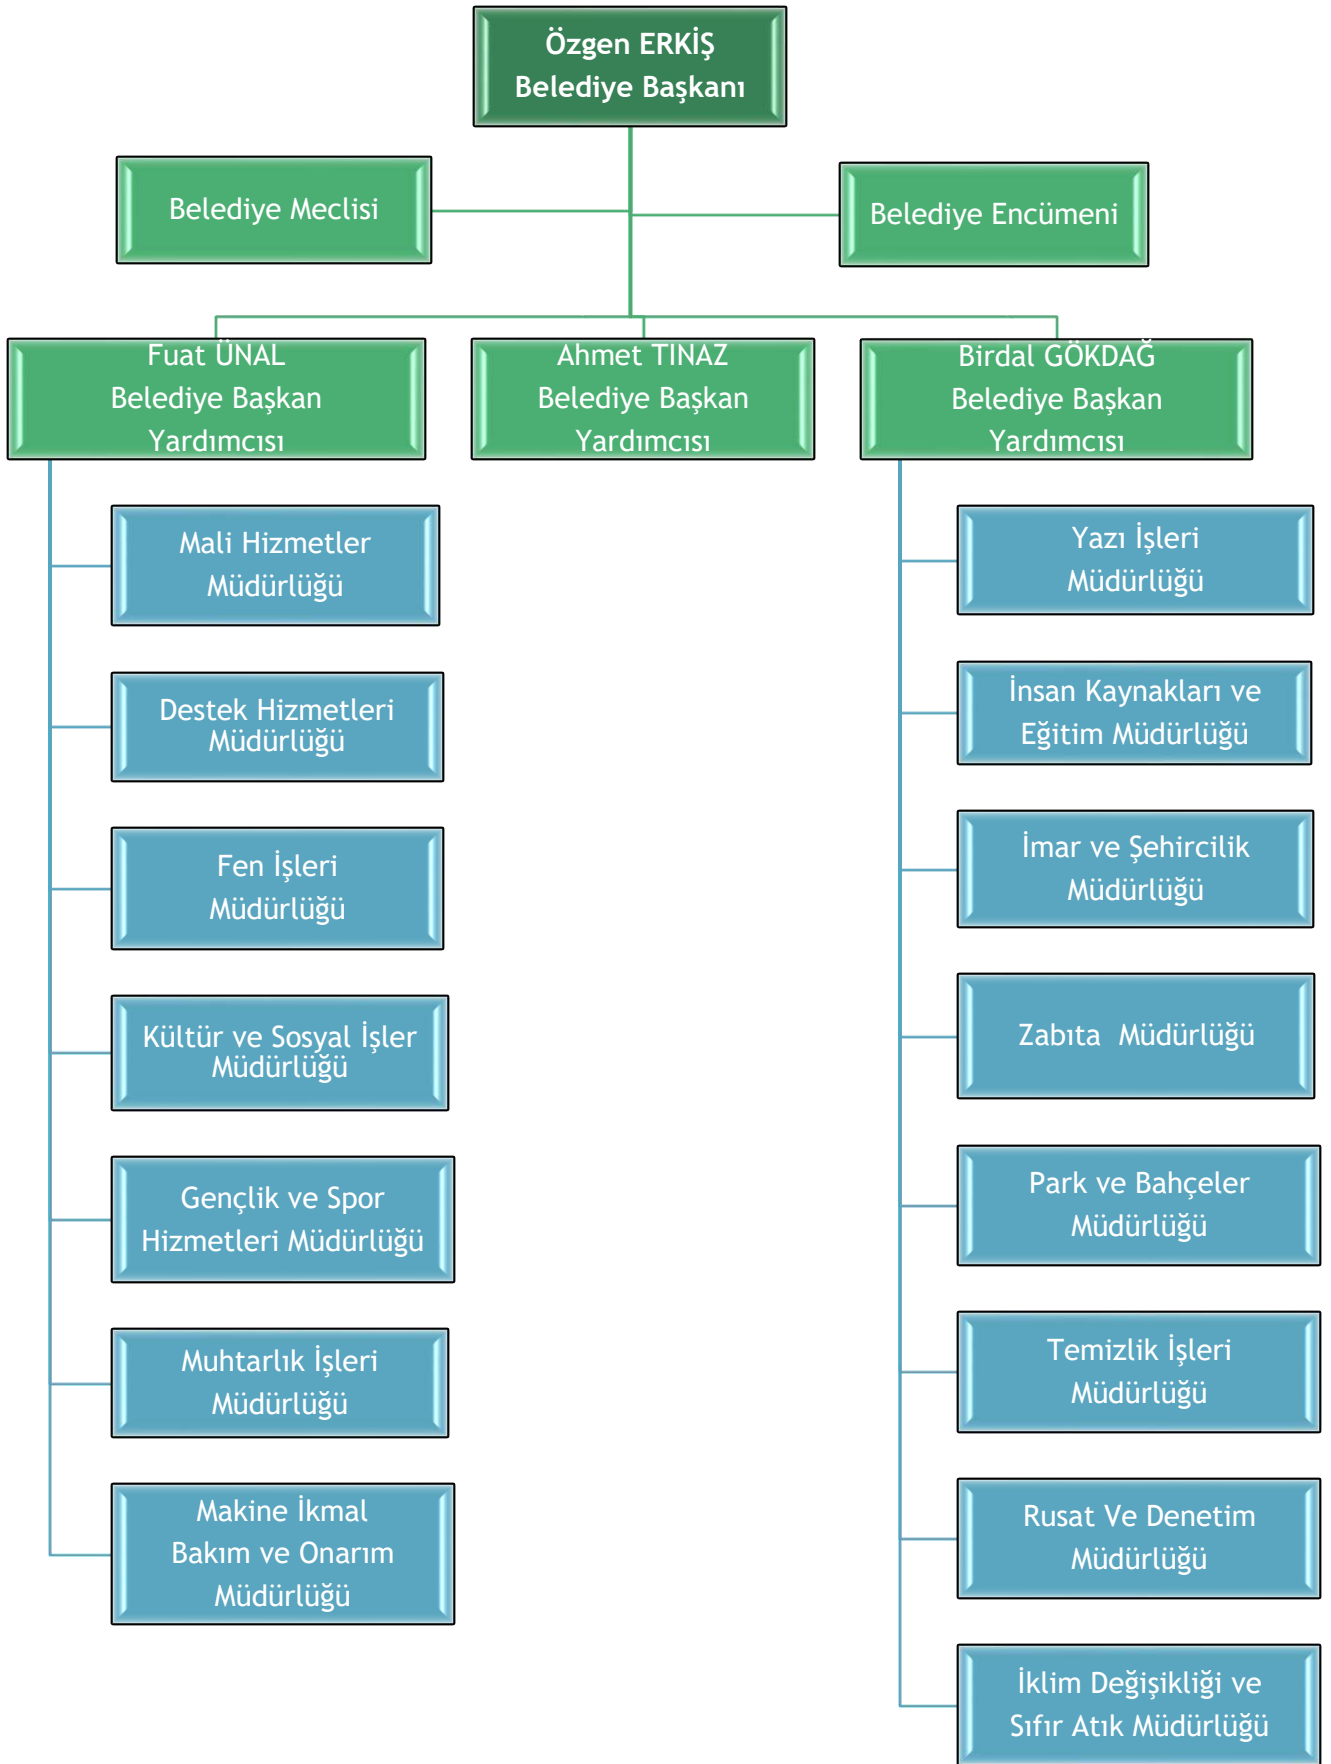 Özgen ERKİŞ
Belediye Başkanı
Belediye Meclisi
Belediye Encümeni
Fuat ÜNAL
Belediye Başkan
Yardımcısı
Ahmet TINAZ
Belediye Başkan
Yardımcısı
Birdal GÖKDAĞ
Belediye Başkan
Yardımcısı
Mali Hizmetler
Müdürlüğü
Destek Hizmetleri
Müdürlüğü
Fen İşleri
Müdürlüğü
Kültür ve Sosyal İşler
Müdürlüğü
Gençlik ve Spor
Hizmetleri Müdürlüğü
Muhtarlık İşleri
Müdürlüğü
Makine İkmal
Bakım ve Onarım
Müdürlüğü
Yazı İşleri
Müdürlüğü
İnsan Kaynakları ve
Eğitim Müdürlüğü
İmar ve Şehircilik
Müdürlüğü
Zabıta  Müdürlüğü
Park ve Bahçeler
Müdürlüğü
Temizlik İşleri
Müdürlüğü
Rusat Ve Denetim
Müdürlüğü
İklim Değişikliği ve
Sıfır Atık Müdürlüğü